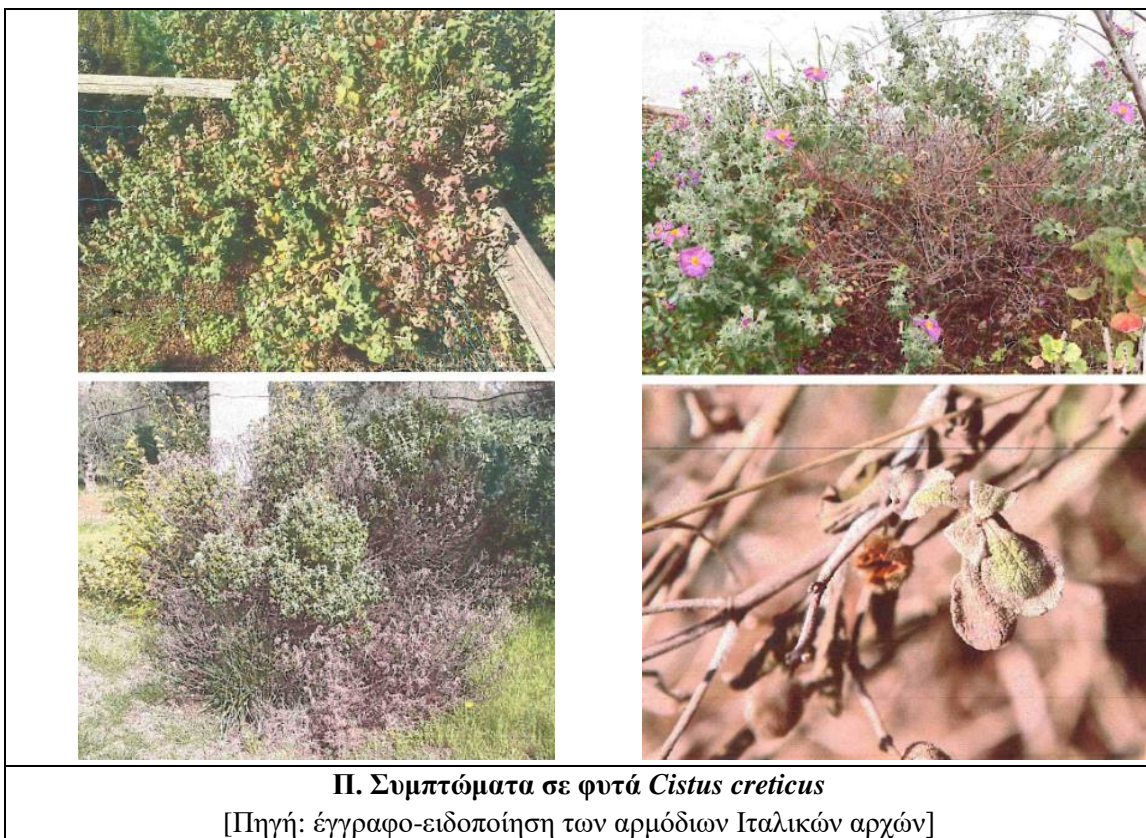 Π. Συμπτώματα σε φυτά Cistus creticus
[Πηγή: έγγραφο-ειδοποίηση των αρμόδιων Ιταλικών αρχών]